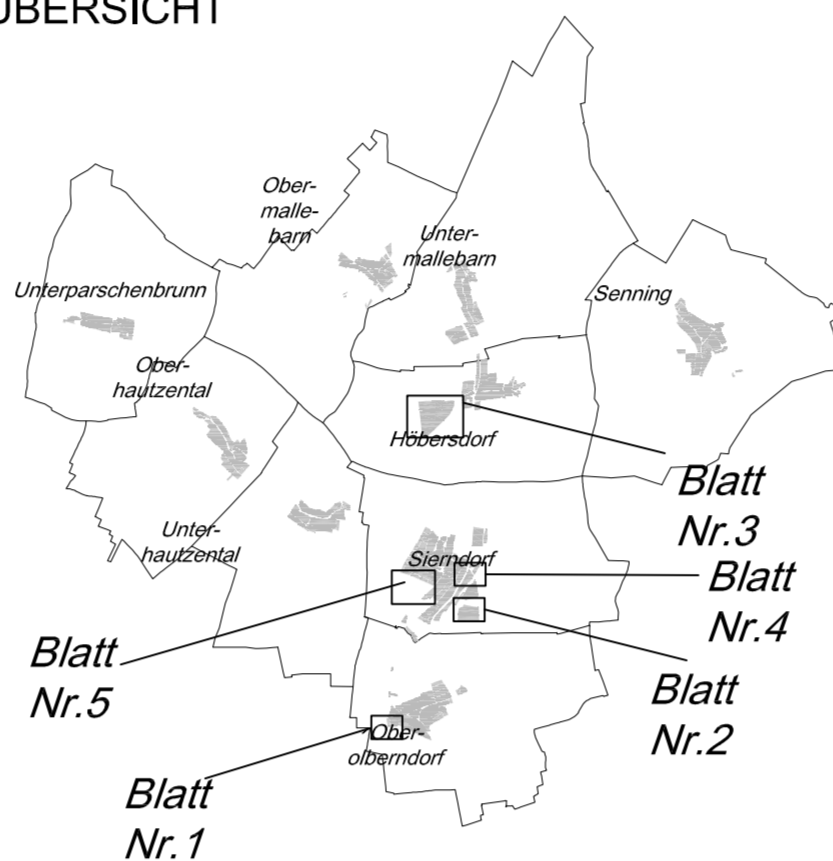 ÜBERSICHT
Ober-
malle-
barn
Unter-
mallebarn
Unterparschenbrunn
Senning
Ober-
hautzental
Höbersdorf
Blatt
Nr.3
Unter-
hautzental
Sierndorf
Blatt
Nr.4
Blatt
Nr.5
Blatt
Nr.2
Ober-
olberndorf
Blatt
Nr.1